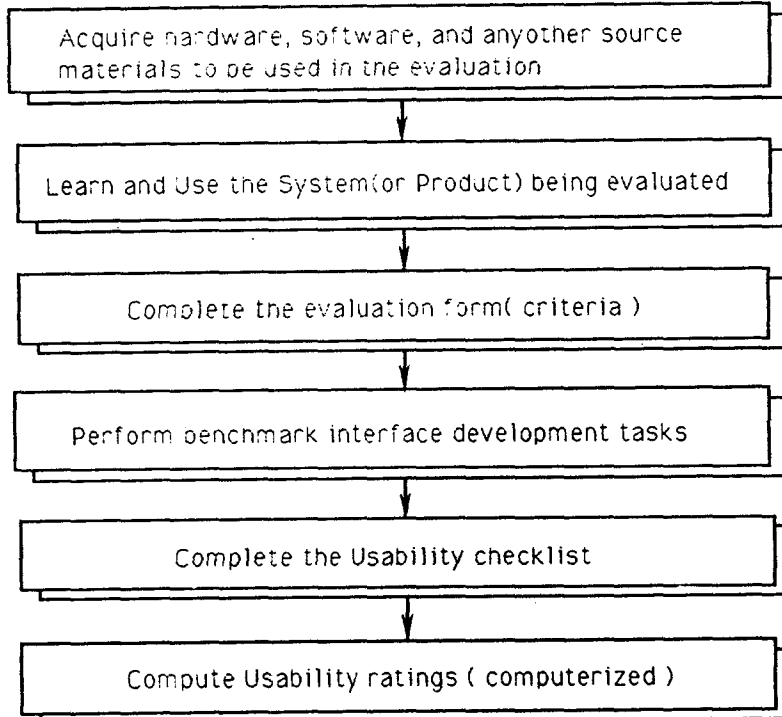 Acquire hardware, software, and anyother source
materials to be used in the evaluation
Learn and Use the System(or Product) being evaluated
Complete the evaluation form( criteria )
Perform benchmark interface development tasks
Complete the Usability checklist
Compute Usability ratings ( computerized )